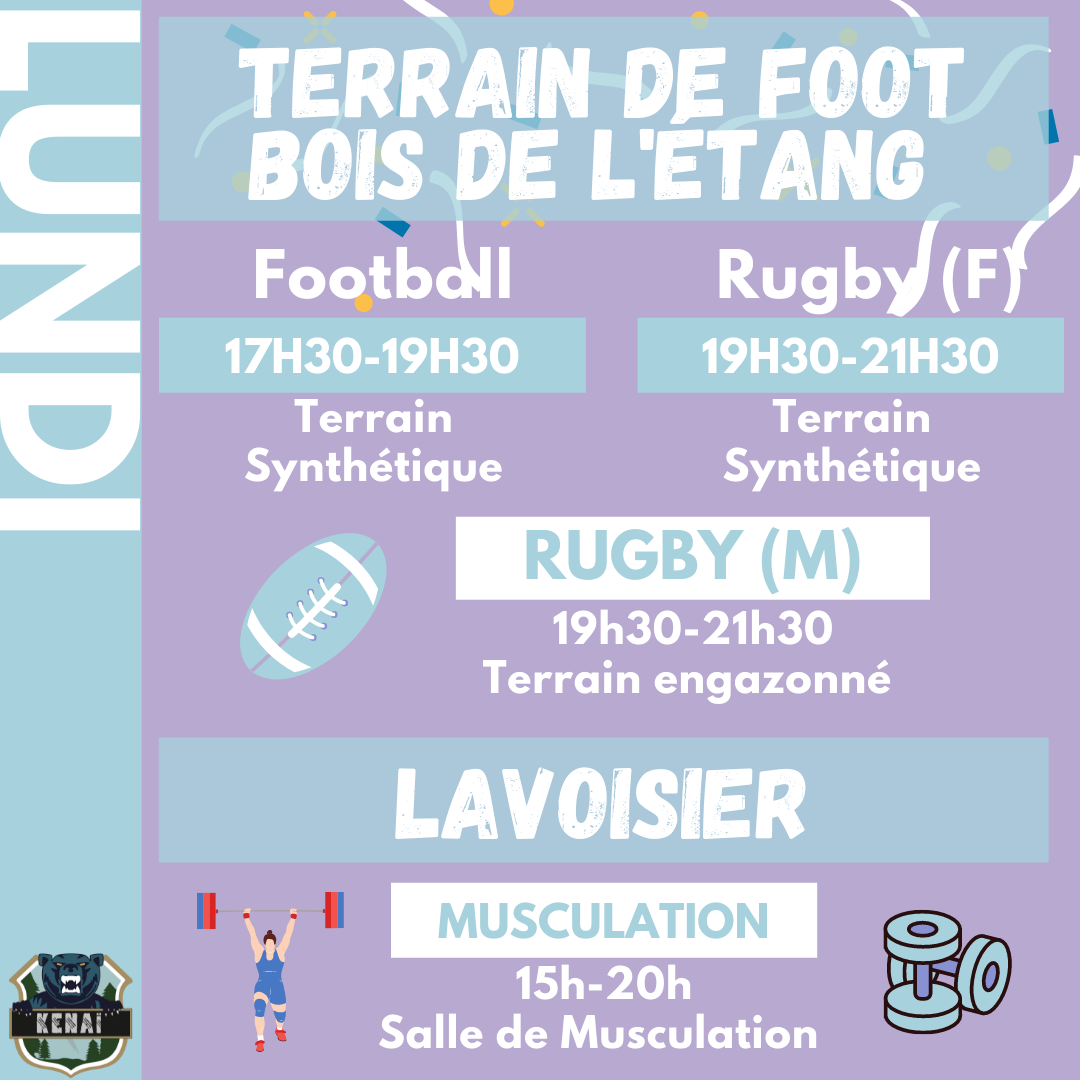 LUNDI
TERRAIN DE FOOT
BOIS DE L'ÉTANG
Football
17H30-19H30
Terrain
Synthétique
Rugby (F)
19H30-21H30
Terrain
Synthétique
RUGBY (M)
19h30-21h30
Terrain engazonné
LAVOISIER
MUSCULATION
15h-20h
Salle de Musculation
KENAÏ